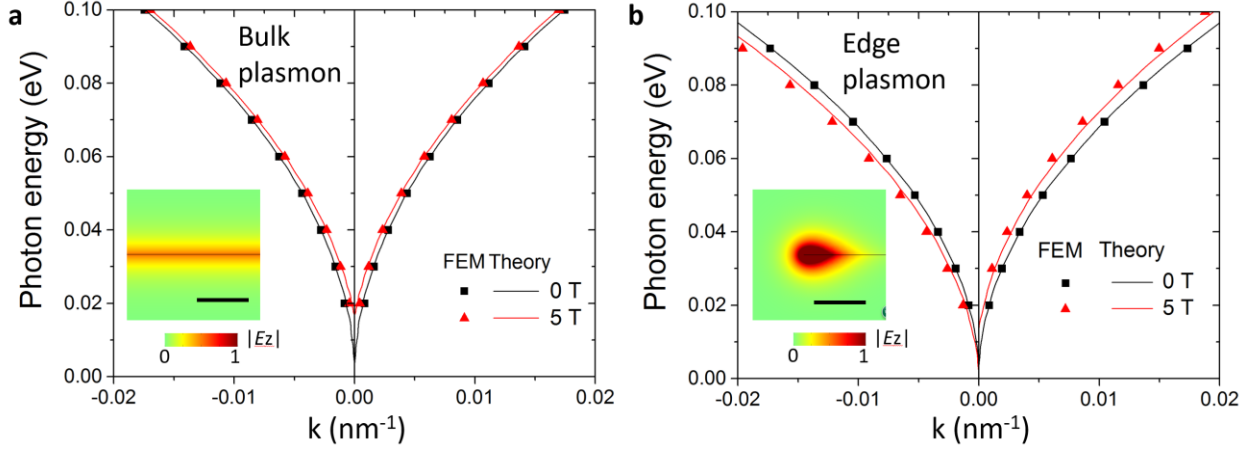 a
0.10
0.08
0.06
0.04
0.02
0.00
Photon energy (eV)
Bulk
plasmon
FEM Theory
0 T
5 T
0 1 |Ez|
-0.02 -0.01 0.00 0.01 0.02
k (nm⁻¹)
b
0.10
0.08
0.06
0.04
0.02
0.00
Photon energy (eV)
Edge
plasmon
FEM Theory
0 T
5 T
0 1 |Ez|
-0.02 -0.01 0.00 0.01 0.02
k (nm⁻¹)